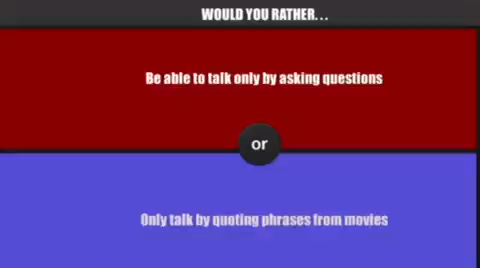 WOULD YOU RATHER...
Be able to talk only by asking questions
or
Only talk by quoting phrases from movies